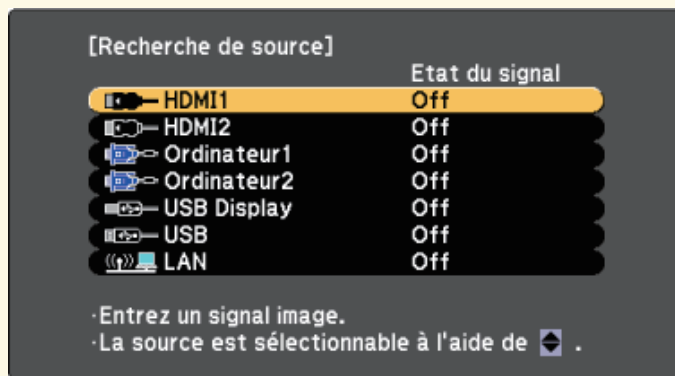 [Recherche de source]
Etat du signal
HDMI1 Off
HDMI2 Off
Ordinateur1 Off
Ordinateur2 Off
USB Display Off
USB Off
LAN Off
·Entrez un signal image.
·La source est sélectionnable à l'aide de .